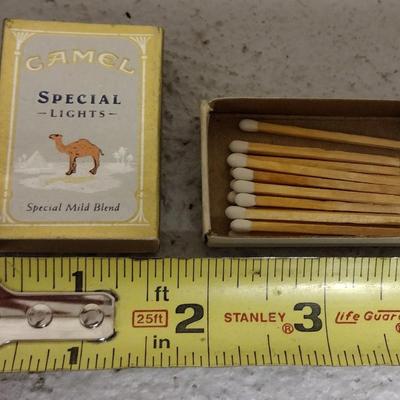 CAMEL
SPECIAL
LIGHTS
Special Mild Blend
1 ft 2 3
25ft STANLEY® Life Guard
1 in